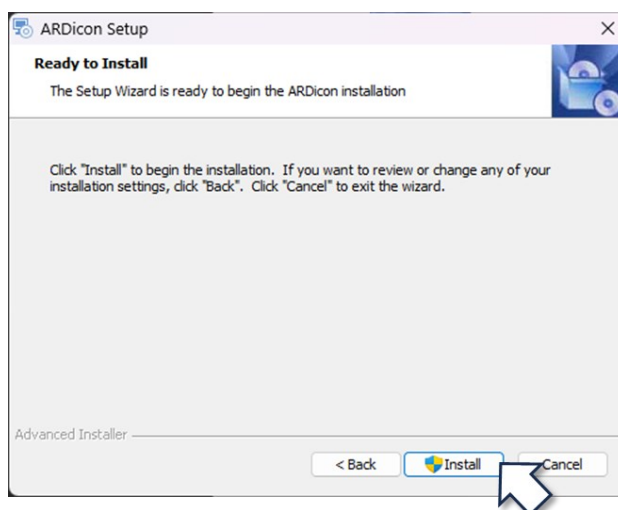 ARDicon Setup
Ready to Install
The Setup Wizard is ready to begin the ARDicon installation
Click "Install" to begin the installation. If you want to review or change any of your
installation settings, click "Back". Click "Cancel" to exit the wizard.
Advanced Installer
< Back Install Cancel